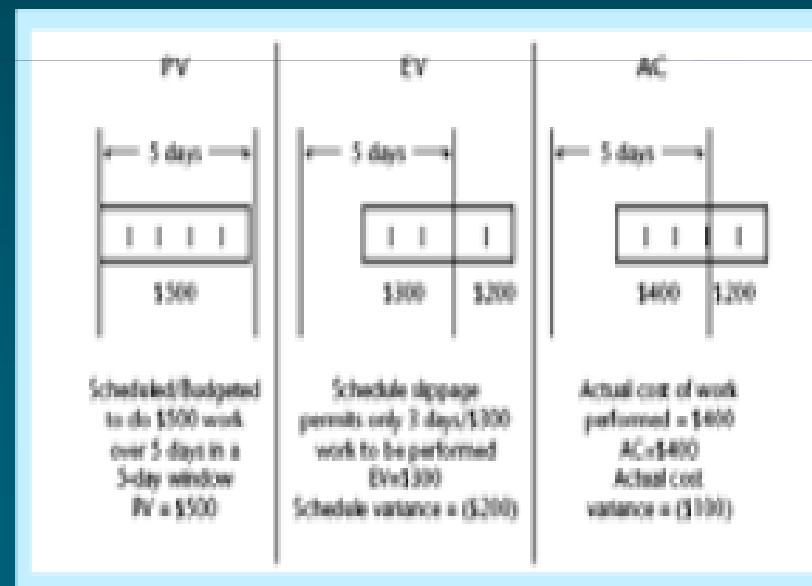 PV
5 days
$500
Scheduled/Budgeted
to do $500 work
over 5 days in a
5-day window
PV = $500
EV
5 days
$300 $200
Schedule slippage
permits only 3 days/$300
work to be performed
EV=$300
Schedule variance = ($200)
AC
5 days
$400 $200
Actual cost of work
performed = $400
AC=$400
Actual cost
variance = ($100)